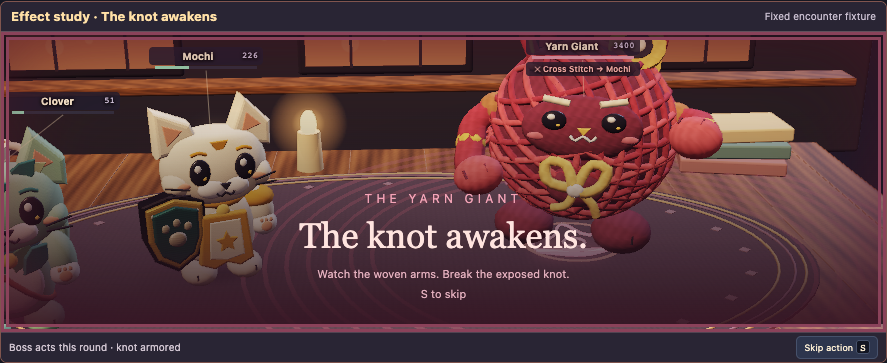 Effect study · The knot awakens
Fixed encounter fixture
Mochi 226
Yarn Giant 3400
× Cross Stitch → Mochi
Clover 51
THE YARN GIANT
The knot awakens.
Watch the woven arms. Break the exposed knot.
S to skip
Boss acts this round · knot armored
Skip action S